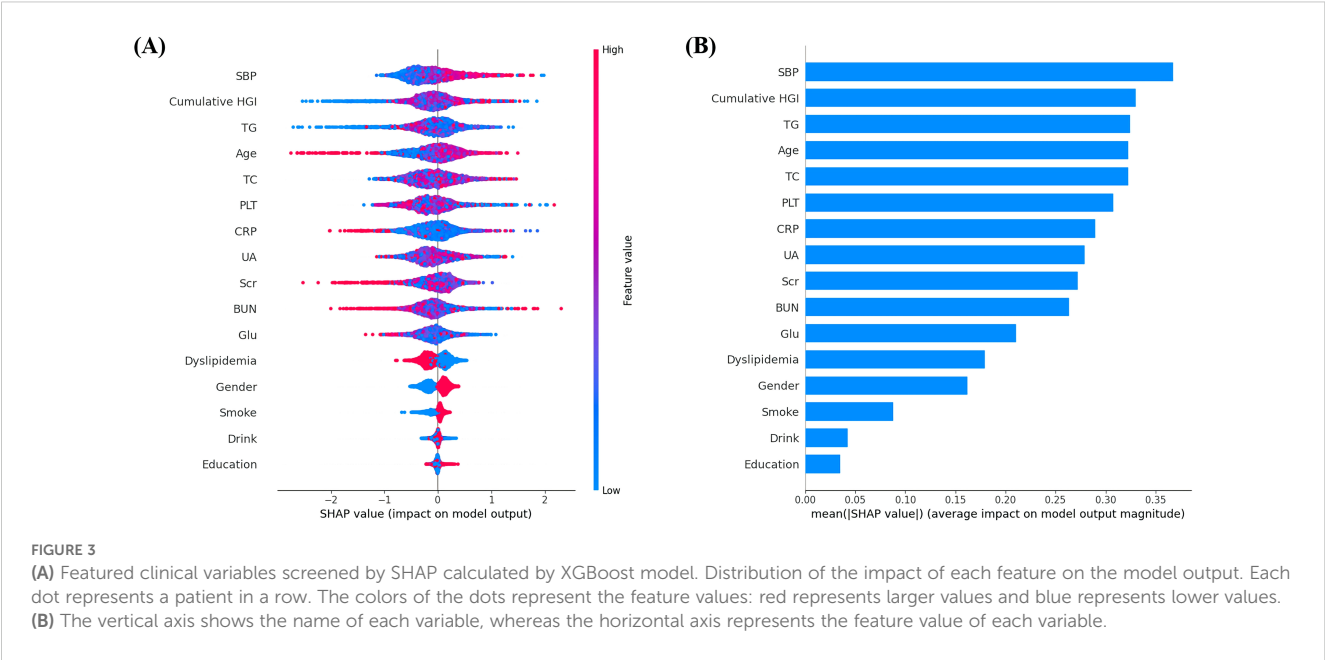 (A)
SBP
Cumulative HGI
TG
Age
TC
PLT
CRP
UA
Scr
BUN
Glu
Dyslipidemia
Gender
Smoke
Drink
Education
−2 −1 0 1 2
SHAP value (impact on model output)
High
Feature value
Low
(B)
SBP
Cumulative HGI
TG
Age
TC
PLT
CRP
UA
Scr
BUN
Glu
Dyslipidemia
Gender
Smoke
Drink
Education
0.00 0.05 0.10 0.15 0.20 0.25 0.30 0.35
mean(|SHAP value|) (average impact on model output magnitude)
FIGURE 3
(A) Featured clinical variables screened by SHAP calculated by XGBoost model. Distribution of the impact of each feature on the model output. Each
dot represents a patient in a row. The colors of the dots represent the feature values: red represents larger values and blue represents lower values.
(B) The vertical axis shows the name of each variable, whereas the horizontal axis represents the feature value of each variable.